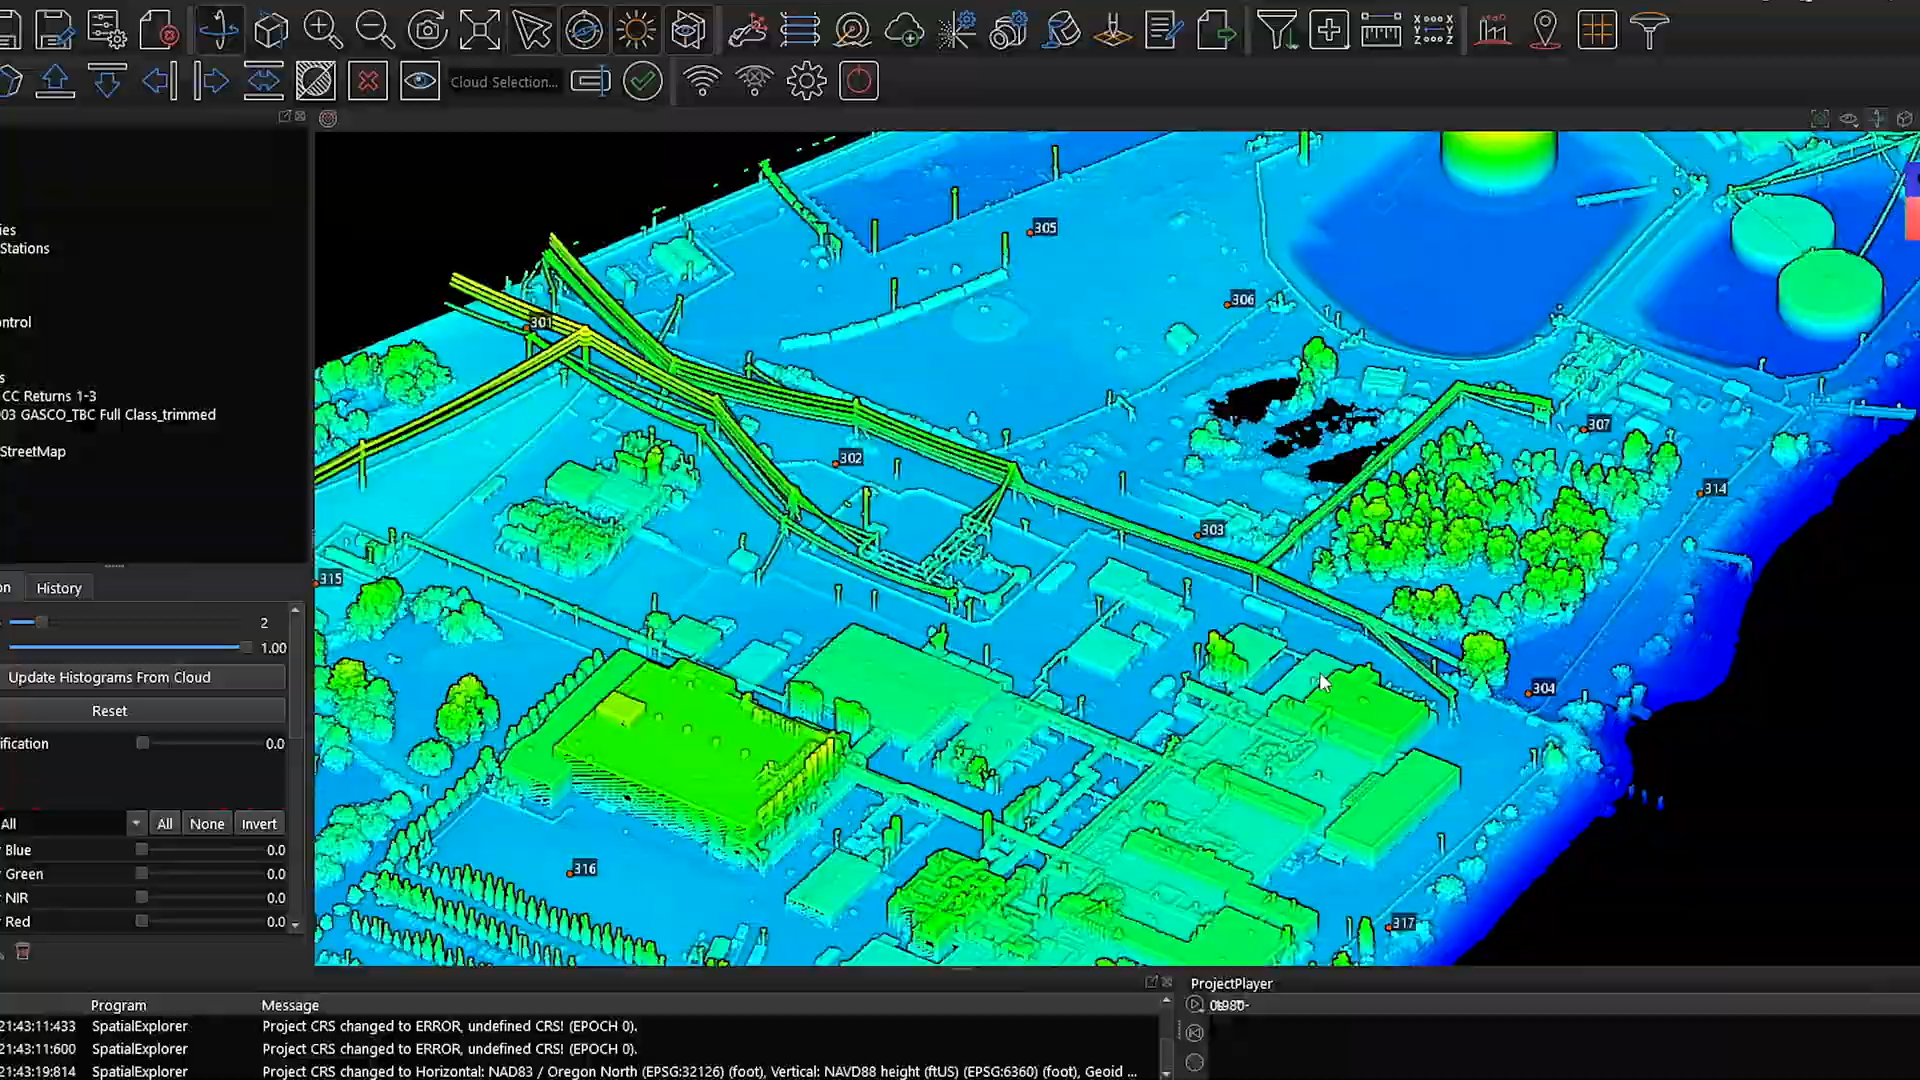 Cloud Selection...
ies
Stations
ontrol
s
CC Returns 1-3
03 GASCO_TBC Full Class_trimmed
StreetMap
on
History
2
1.00
Update Histograms From Cloud
Reset
ification
0.0
All
All
None
Invert
Blue
0.0
Green
0.0
NIR
0.0
Red
0.0
305
306
301
307
302
314
303
315
304
316
317
Program
Message
21:43:11:433
SpatialExplorer
Project CRS changed to ERROR, undefined CRS! (EPOCH 0).
21:43:11:600
SpatialExplorer
Project CRS changed to ERROR, undefined CRS! (EPOCH 0).
21:43:19:814
SpatialExplorer
Project CRS changed to Horizontal: NAD83 / Oregon North (EPSG:32126) (foot), Vertical: NAVD88 height (ftUS) (EPSG:6360) (foot), Geoid ...
ProjectPlayer